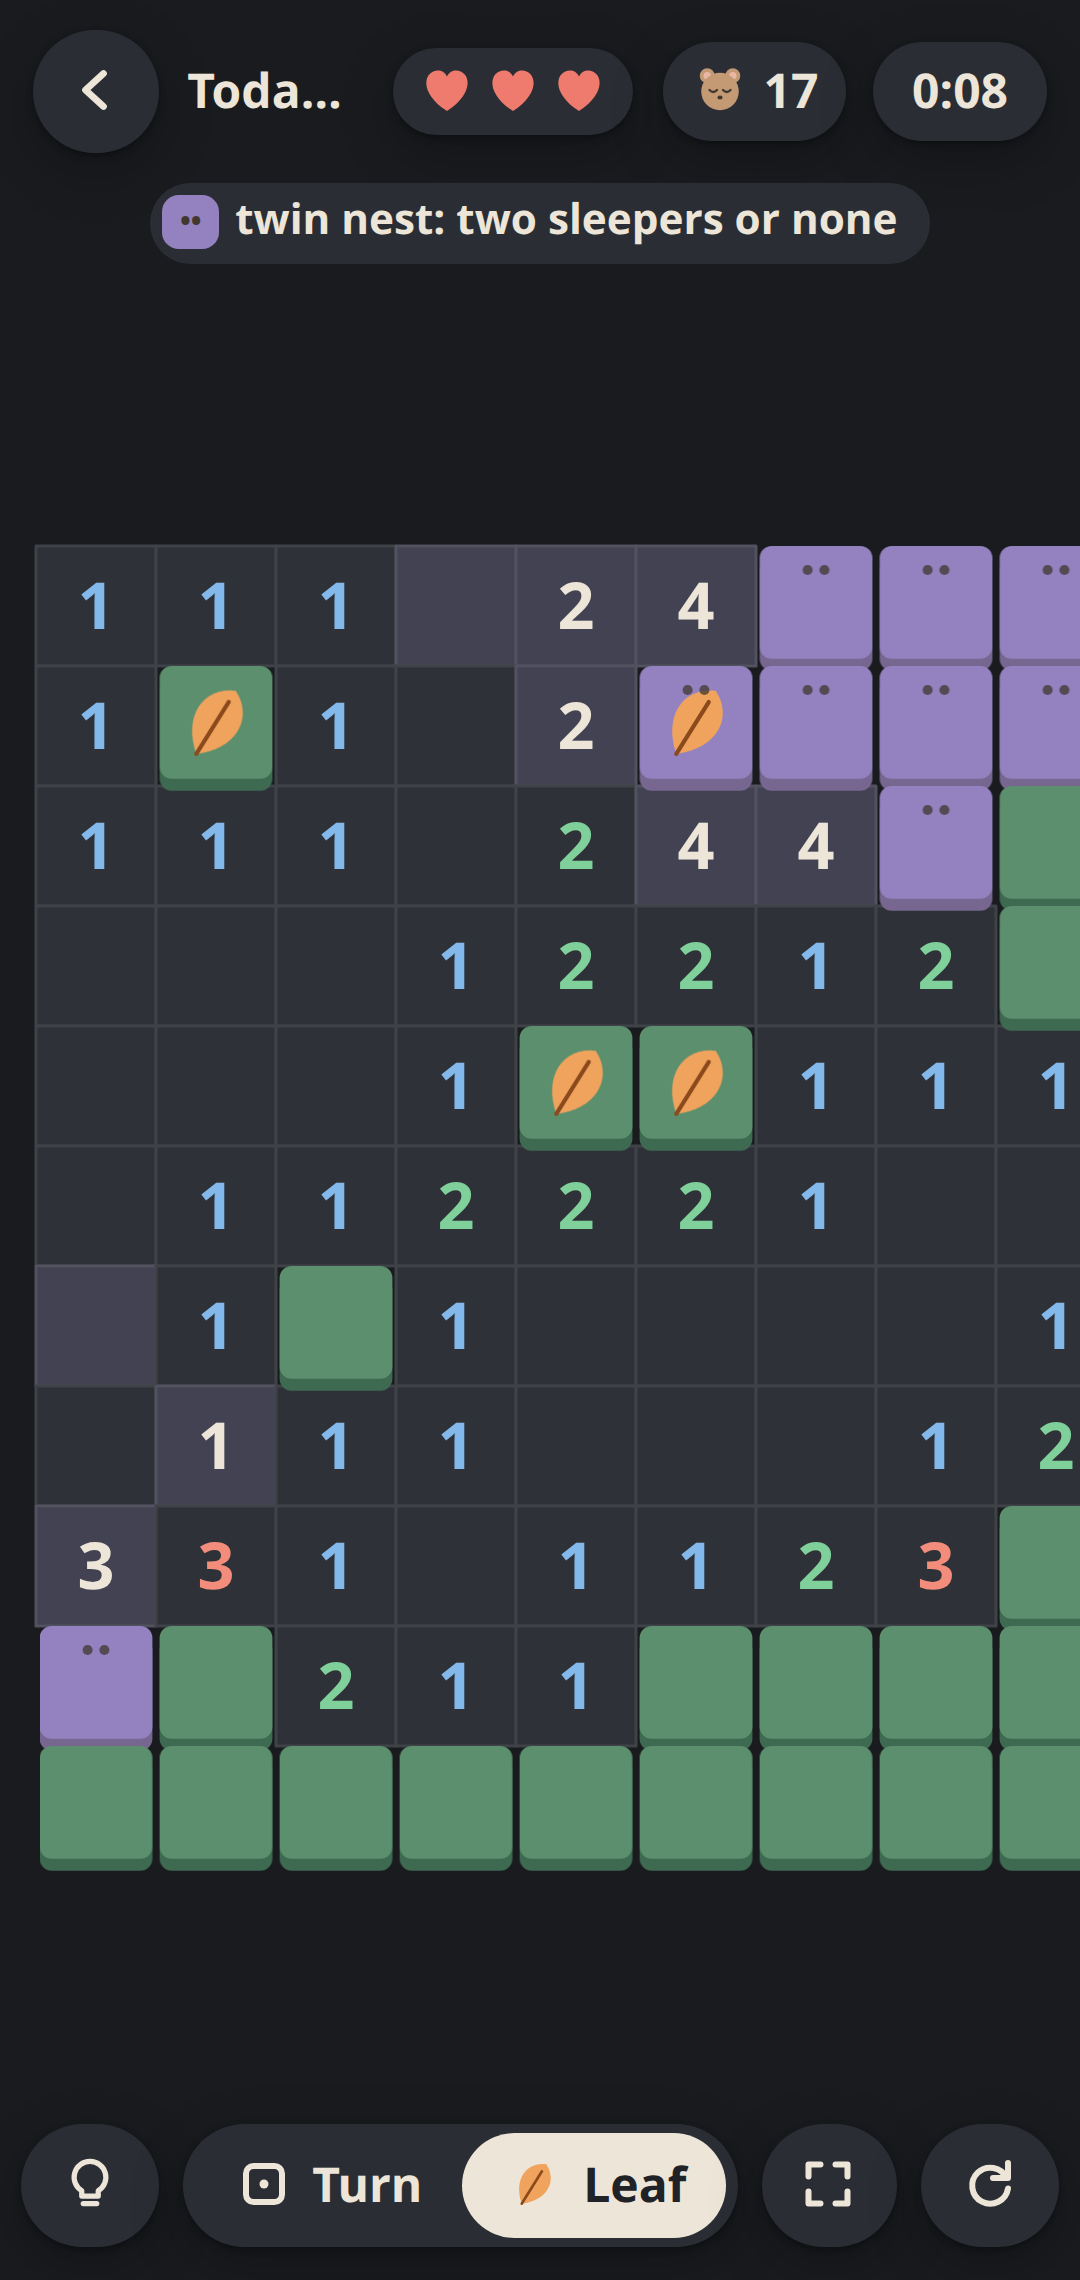 Toda... 17 0:08
twin nest: two sleepers or none
1 1 1 2 4
1 1 2
1 1 1 2 4 4
1 2 2 1 2
1 1 1 1
1 1 2 2 2 1
1 1 1
1 1 1 1 2
3 3 1 1 1 2 3
2 1 1
Turn Leaf